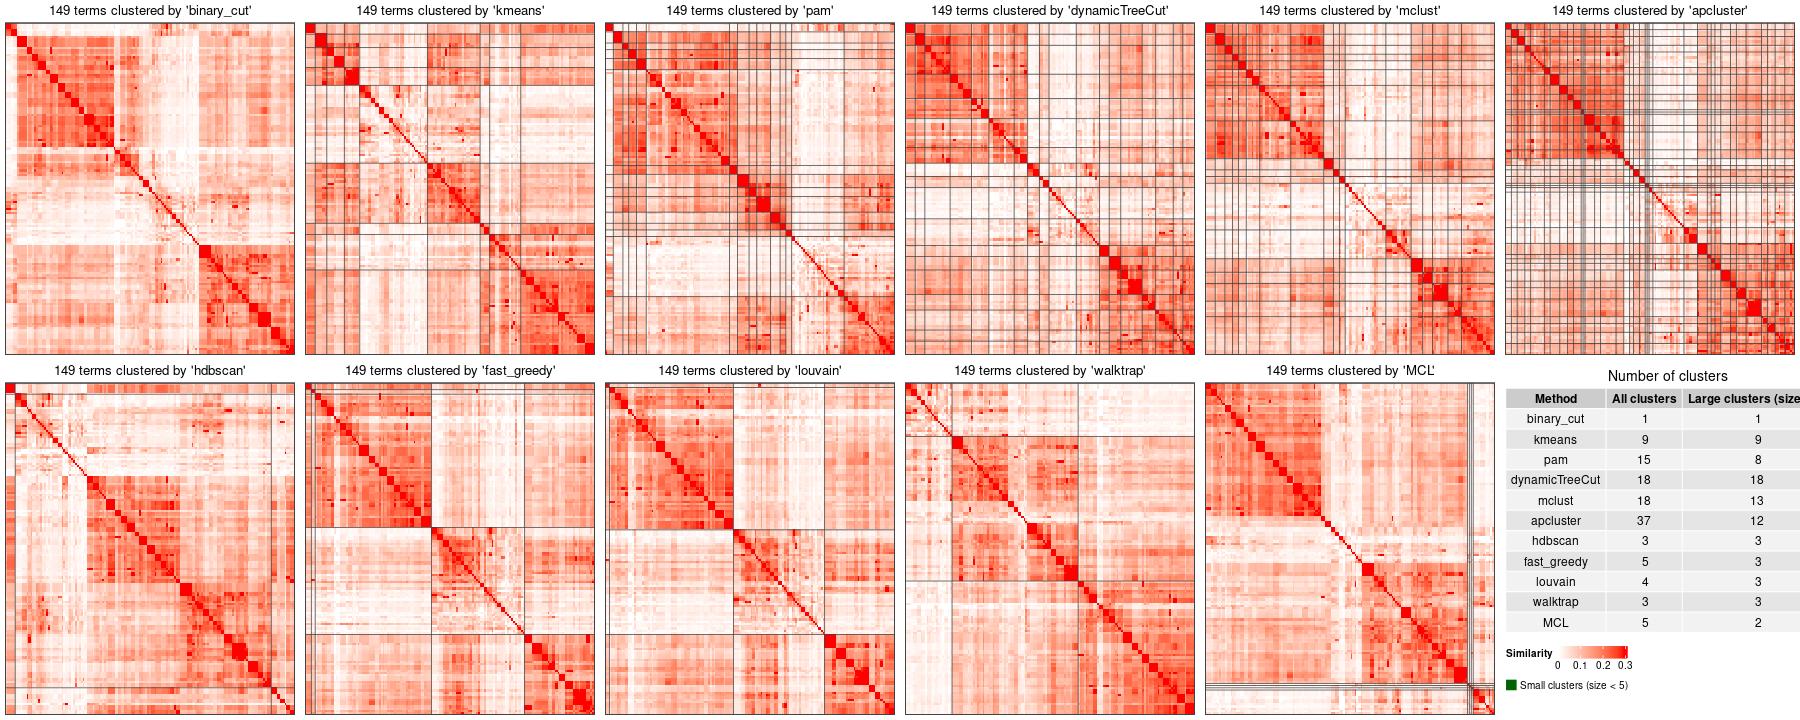 149 terms clustered by 'binary_cut'
149 terms clustered by 'kmeans'
149 terms clustered by 'pam'
149 terms clustered by 'dynamicTreeCut'
149 terms clustered by 'mclust'
149 terms clustered by 'apcluster'
149 terms clustered by 'hdbscan'
149 terms clustered by 'fast_greedy'
149 terms clustered by 'louvain'
149 terms clustered by 'walktrap'
149 terms clustered by 'MCL'
Number of clusters
Method All clusters Large clusters (size
binary_cut 1 1
kmeans 9 9
pam 15 8
dynamicTreeCut 18 18
mclust 18 13
apcluster 37 12
hdbscan 3 3
fast_greedy 5 3
louvain 4 3
walktrap 3 3
MCL 5 2
Similarity
0 0.1 0.2 0.3
Small clusters (size < 5)